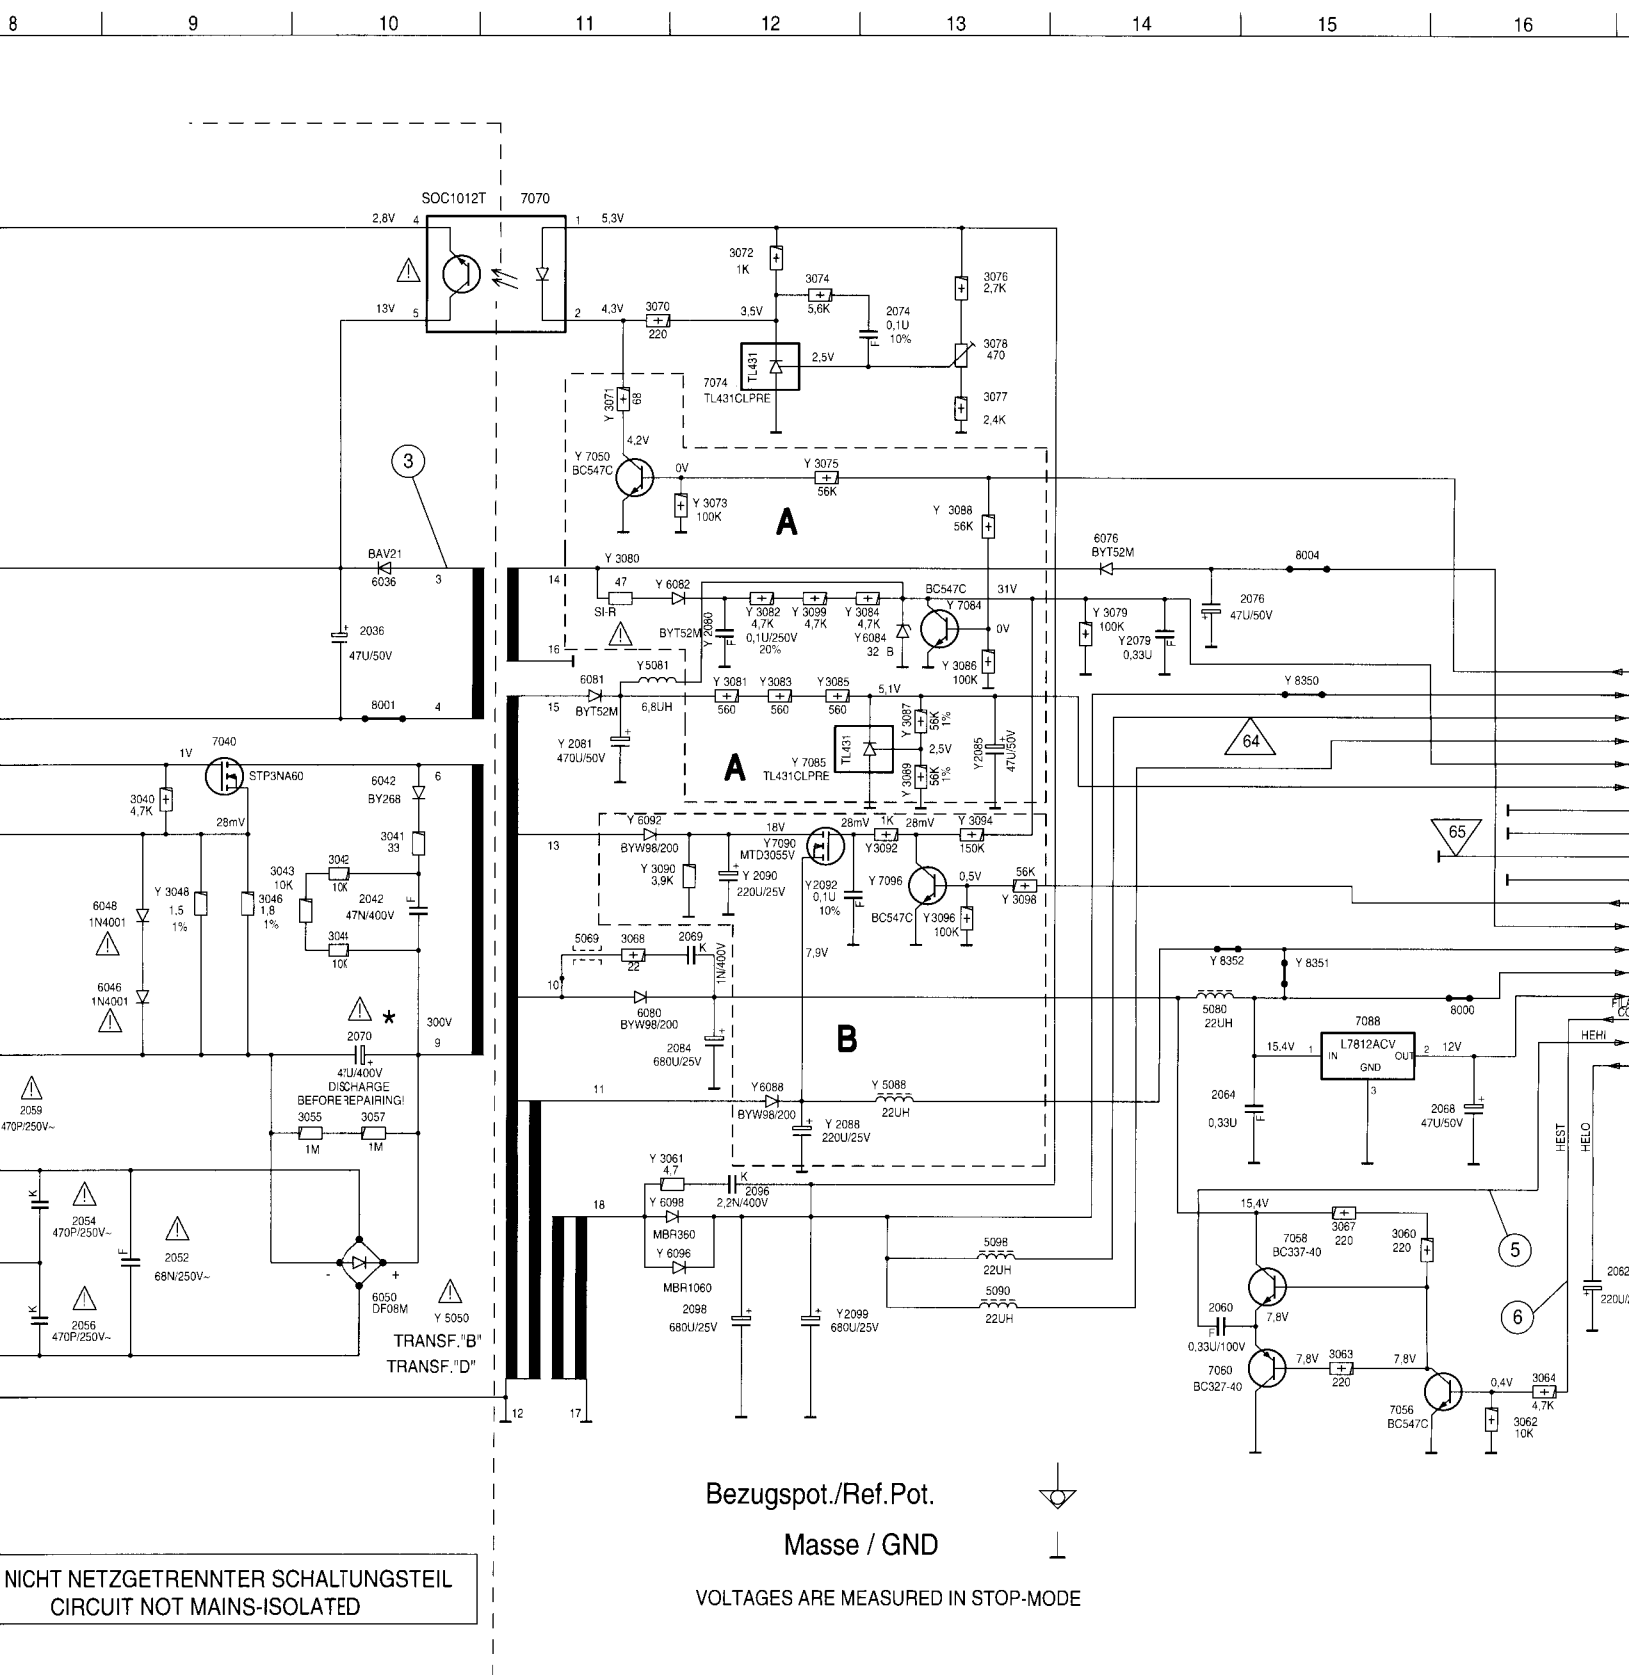 8 9 10 11 12 13 14 15 16
SOC1012T 7070
2,8V 4 1 5,3V
3072
1K
3074
5,6K
3076
2,7K
13V 5 2 4,3V
3070
220
3,5V
2074
0,1U
10%
F
3078
470
TL431
2,5V
7074
TL431CLPRE
3077
2,4K
Y 3071
68
4,2V
3
Y 7050
BC547C
0V
Y 3075
56K
Y 3073
100K
A
Y 3088
56K
BAV21
6036
3
14
Y 3080
47
SI-R
Y 6082
BYT52M
Y 2080
F
Y 3082
4,7K
0,1U/250V
20%
Y 3099
4,7K
Y 3084
4,7K
Y 6084
32 B
BC547C
Y 7084
31V
0V
6076
BYT52M
8004
Y 3079
100K
Y2079
0,33U
F
2076
47U/50V
2036
47U/50V
16
Y 3086
100K
8001
4
15
6081
BYT52M
Y 5081
6,8UH
Y 3081
560
Y 3083
560
Y 3085
560
5,1V
Y 8350
Y 2081
470U/50V
A
TL431
Y 7085
TL431CLPRE
Y 3087
56K
1%
2,5V
Y 3089
56K
1%
Y2085
47U/50V
64
7040
1V
STP3NA60
3040
4,7K
28mV
6042
BY268
6
3041
33
3043
10K
3042
10K
2042
47N/400V
F
3044
10K
Y 3048
1,5
1%
3046
1,8
1%
6048
1N4001
6046
1N4001
13
Y 6092
BYW98/200
Y 3090
3,9K
Y 2090
220U/25V
18V
Y7090
MTD3055V
28mV
1K
Y3092
28mV
Y 3094
150K
65
Y2092
0,1U
10%
F
Y 7096
BC547C
0,5V
56K
Y 3098
Y3096
100K
7,9V
5069
3068
22
2069
K
1N/400V
10
6080
BYW98/200
2084
680U/25V
B
Y 8352
Y 8351
5080
22UH
8000
*
300V
2070
47U/400V
9
DISCHARGE
BEFORE REPAIRING!
3055
1M
3057
1M
2059
470P/250V~
7088
L7812ACV
15,4V 1 IN OUT 2 12V
GND
3
HEHI
2064
0,33U
F
2068
47U/50V
HEST
HELO
11
Y6088
BYW98/200
Y 5088
22UH
Y 2088
220U/25V
K
2054
470P/250V~
F
2052
68N/250V~
K
2056
470P/250V~
- +
6050
DF08M
Y 5050
TRANSF."B"
TRANSF."D"
Y 3061
4,7
K
2096
2,2N/400V
18
Y 6098
MBR360
Y 6096
MBR1060
2098
680U/25V
Y2099
680U/25V
5098
22UH
5090
22UH
15,4V
3067
220
3060
220
7058
BC337-40
5
2060
F
0,33U/100V
7,8V
6
2062
7060
BC327-40
7,8V
3063
220
7,8V
0,4V
3064
4,7K
7056
BC547C
3062
10K
12
17
Bezugspot./Ref.Pot.
Masse / GND
NICHT NETZGETRENNTER SCHALTUNGSTEIL
CIRCUIT NOT MAINS-ISOLATED
VOLTAGES ARE MEASURED IN STOP-MODE